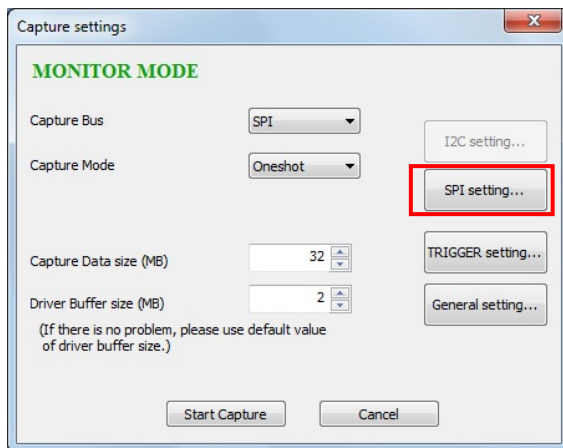 Capture settings
MONITOR MODE
Capture Bus
SPI
I2C setting...
Capture Mode
Oneshot
SPI setting...
Capture Data size (MB)
32
TRIGGER setting...
Driver Buffer size (MB)
2
General setting...
(If there is no problem, please use default value
of driver buffer size.)
Start Capture
Cancel